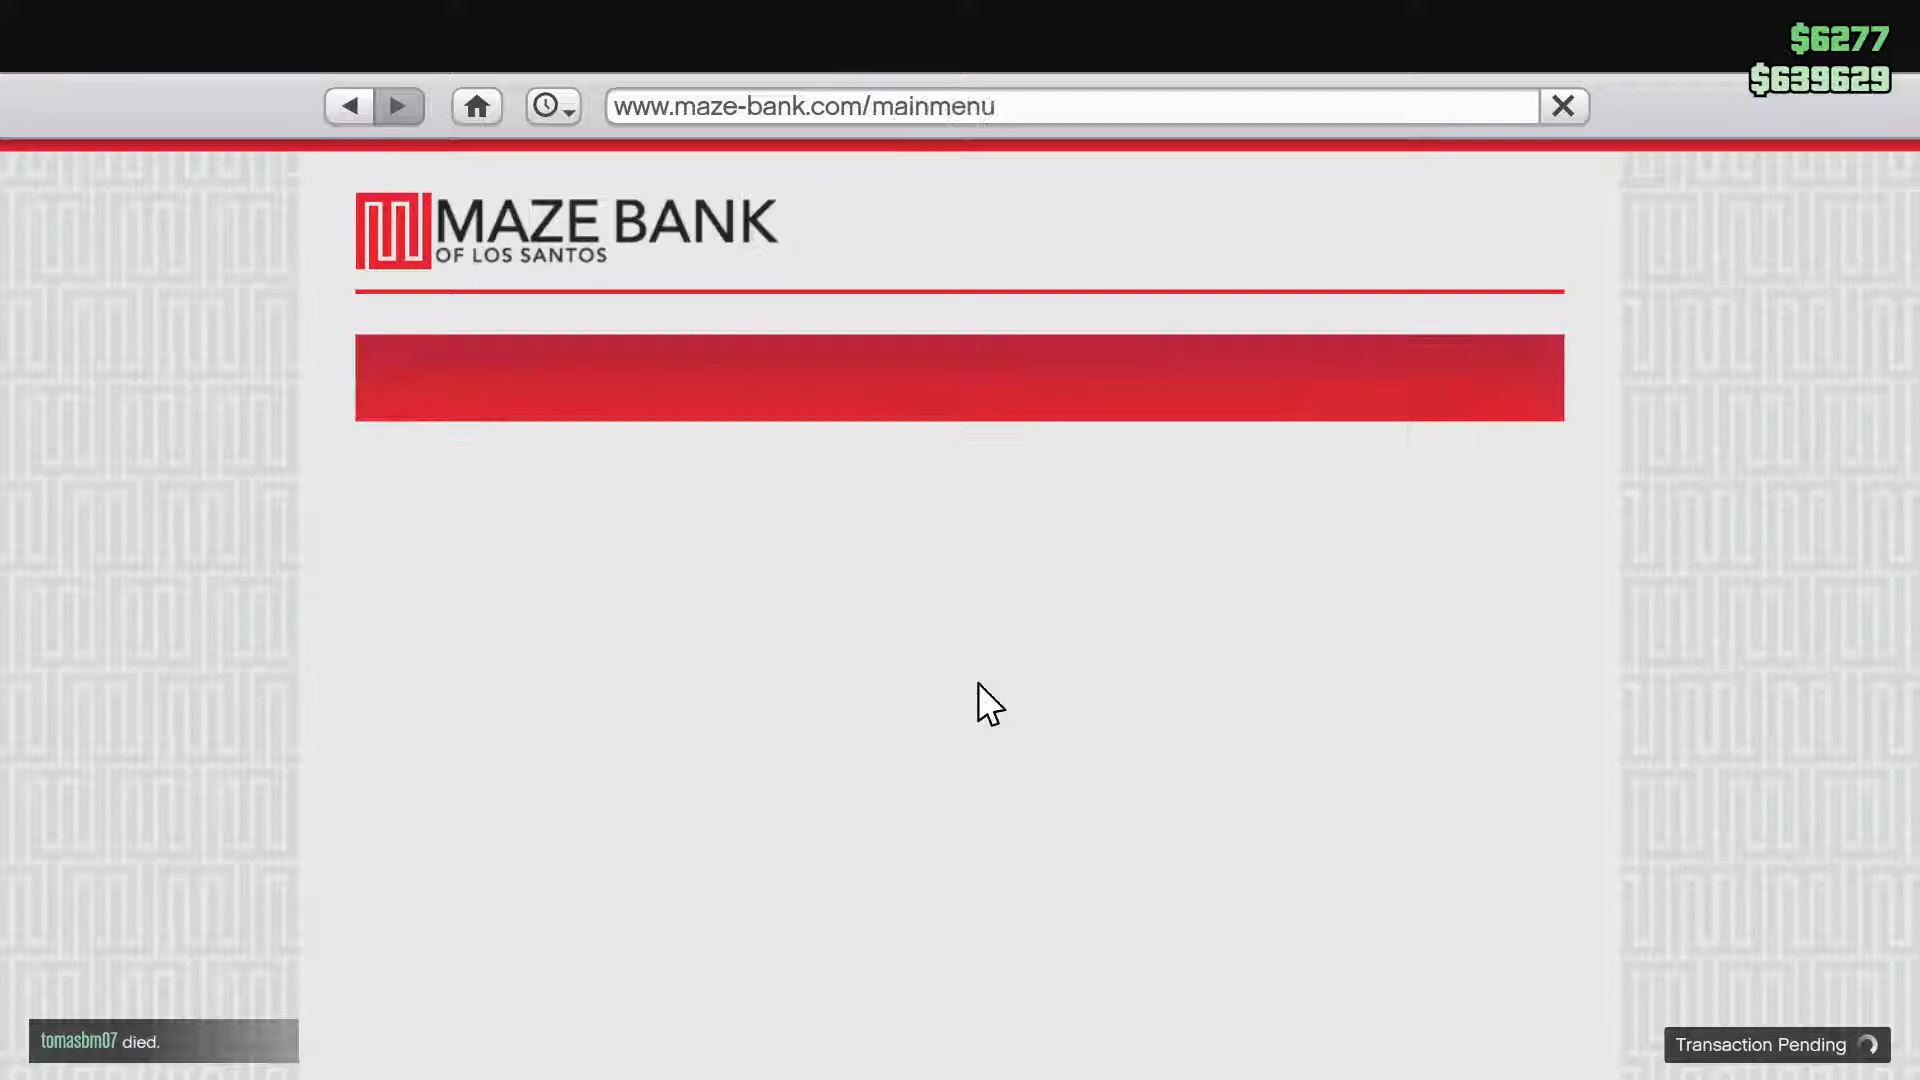 $6277
$639629
www.maze-bank.com/mainmenu
MAZE BANK
OF LOS SANTOS
tomasbm07 died.
Transaction Pending